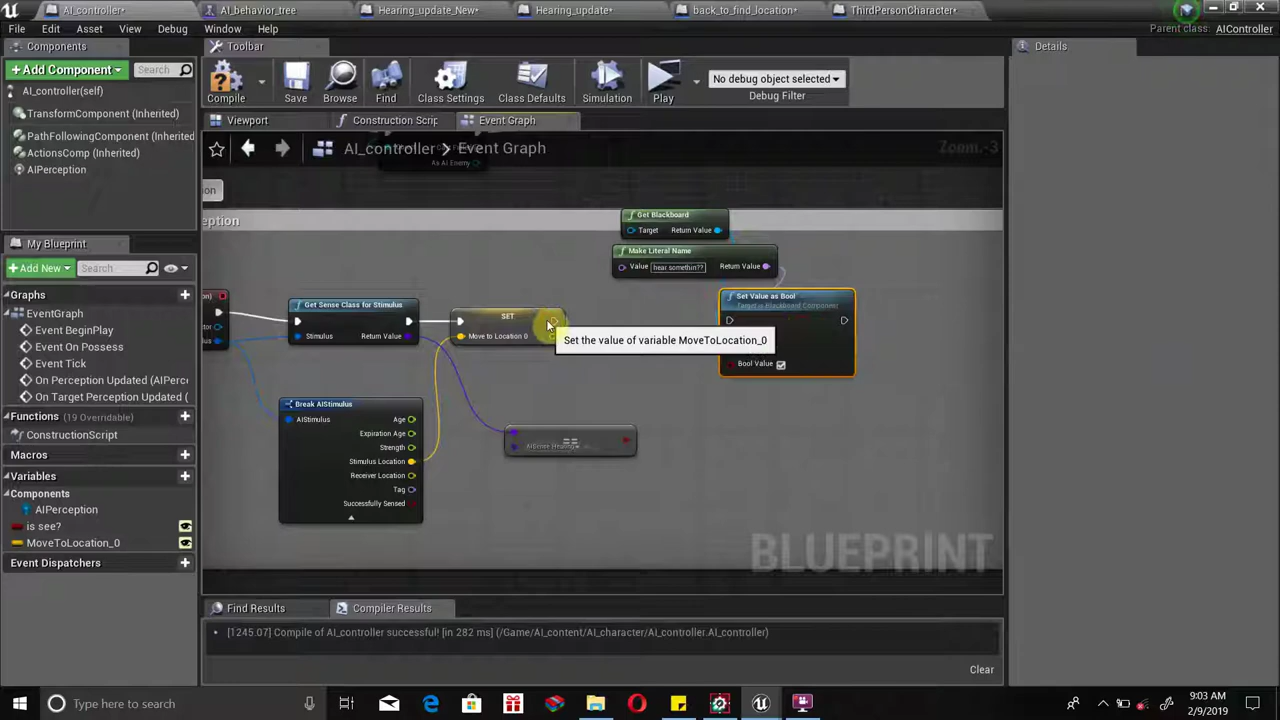 AI_controller*
AI_behavior_tree
Hearing_update_New*
Hearing_update*
back_to_find_location*
ThirdPersonCharacter*
File Edit Asset View Debug Window Help
Parent class: AIController
Components
Toolbar
Details
+ Add Component
Search
AI_controller(self)
TransformComponent (Inherited)
PathFollowingComponent (Inherited
ActionsComp (Inherited)
AIPerception
Compile
Save
Browse
Find
Class Settings
Class Defaults
Simulation
Play
No debug object selected
Debug Filter
Viewport
Construction Scrip
Event Graph
AI_controller > Event Graph
Zoom -3
As AI Enemy
eption
Get Blackboard
Target Return Value
Make Literal Name
Value hear somethin?? Return Value
Set Value as Bool
Target is Blackboard Component
Bool Value
Get Sense Class for Stimulus
Stimulus Return Value
SET
Move to Location 0
Set the value of variable MoveToLocation_0
Break AIStimulus
AIStimulus
Age
Expiration Age
Strength
Stimulus Location
Receiver Location
Tag
Successfully Sensed
==
BLUEPRINT
My Blueprint
+ Add New
Search
Graphs
EventGraph
Event BeginPlay
Event On Possess
Event Tick
On Perception Updated (AIPerc
On Target Perception Updated (
Functions (19 Overridable)
ConstructionScript
Macros
Variables
Components
AIPerception
is see?
MoveToLocation_0
Event Dispatchers
Find Results
Compiler Results
[1245.07] Compile of AI_controller successful! [in 282 ms] (/Game/AI_content/AI_character/AI_controller.AI_controller)
Clear
Type here to search
9:03 AM
2/9/2019